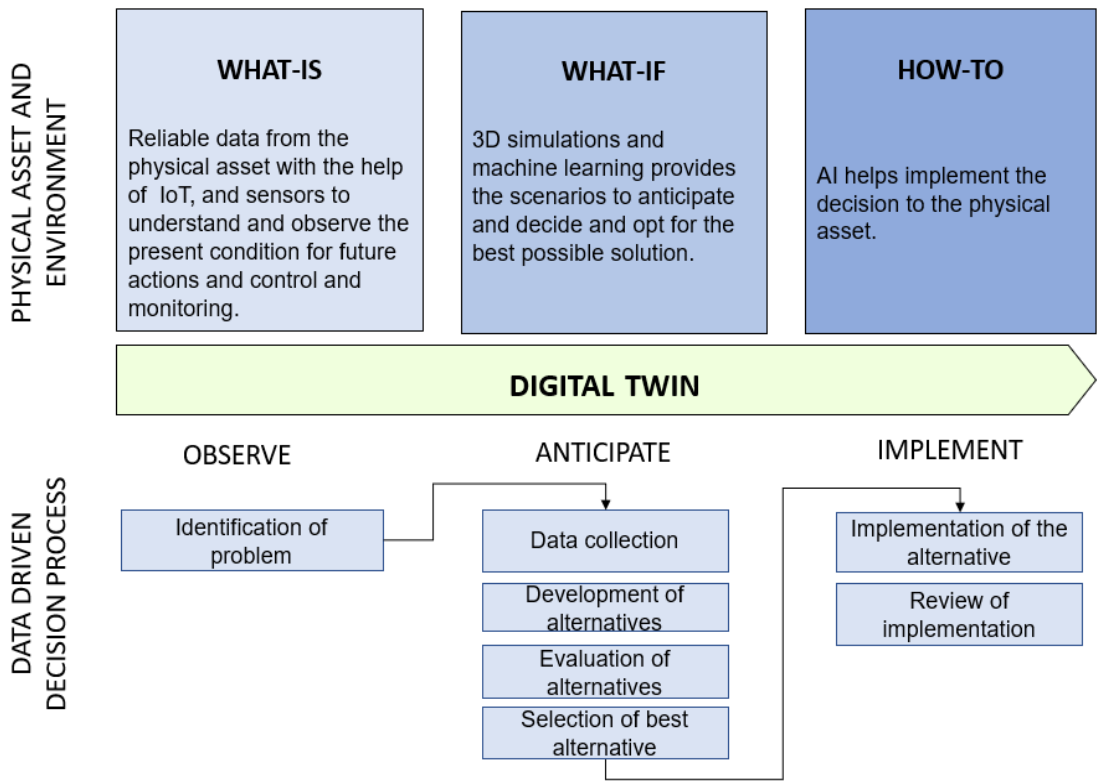 PHYSICAL ASSET AND
ENVIRONMENT
WHAT-IS
Reliable data from the
physical asset with the help
of IoT, and sensors to
understand and observe the
present condition for future
actions and control and
monitoring.
WHAT-IF
3D simulations and
machine learning provides
the scenarios to anticipate
and decide and opt for the
best possible solution.
HOW-TO
AI helps implement the
decision to the physical
asset.
DIGITAL TWIN
DATA DRIVEN
DECISION PROCESS
OBSERVE
Identification of
problem
ANTICIPATE
Data collection
Development of
alternatives
Evaluation of
alternatives
Selection of best
alternative
IMPLEMENT
Implementation of the
alternative
Review of
implementation